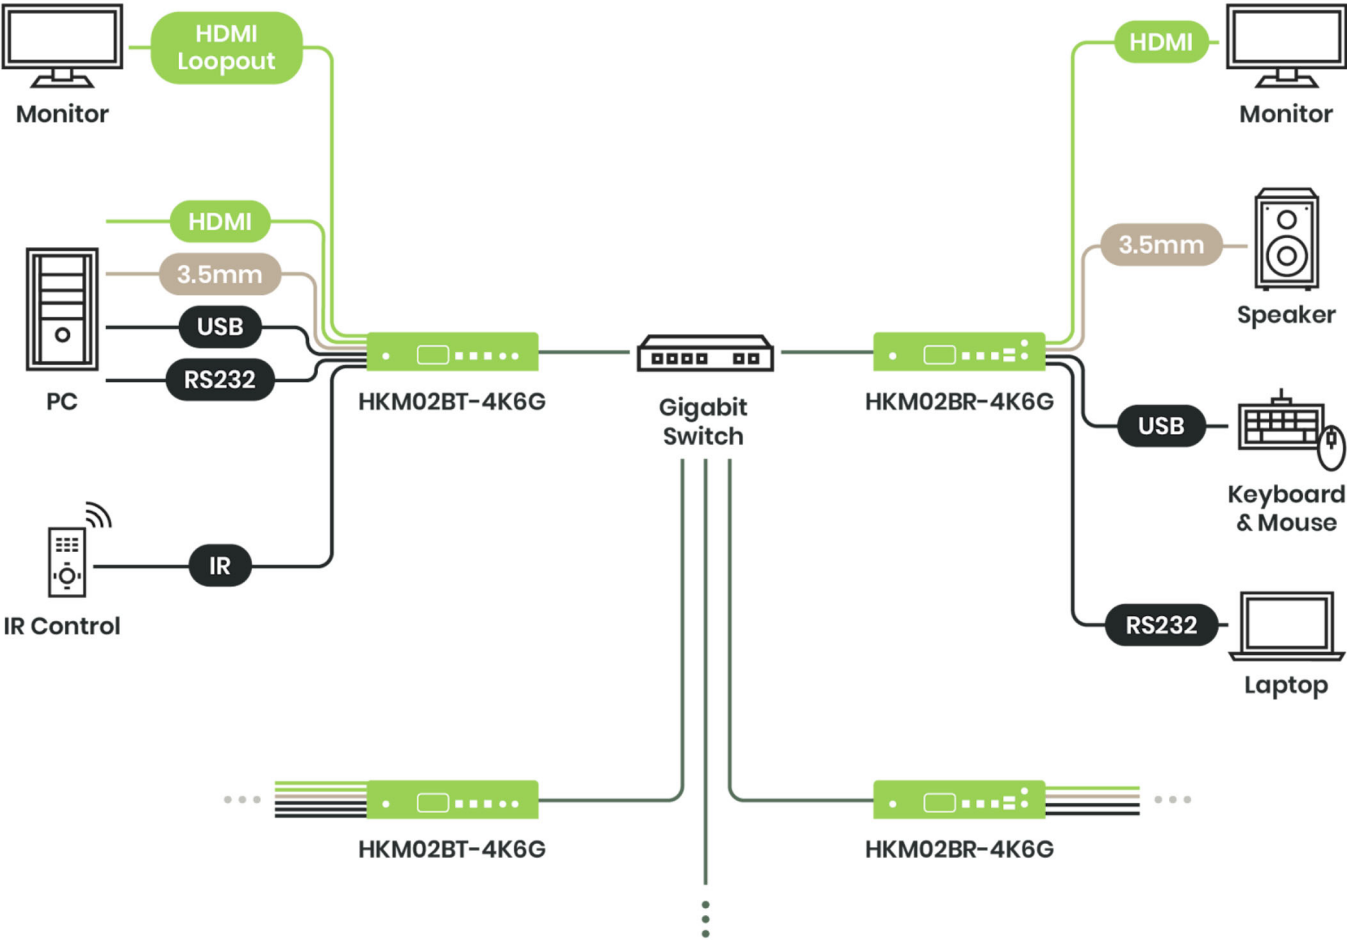 HDMI
Loopout
Monitor
HDMI
Monitor
HDMI
3.5mm
USB
RS232
PC
HKM02BT-4K6G
Gigabit
Switch
HKM02BR-4K6G
3.5mm
Speaker
USB
Keyboard
& Mouse
IR
IR Control
RS232
Laptop
HKM02BT-4K6G
HKM02BR-4K6G